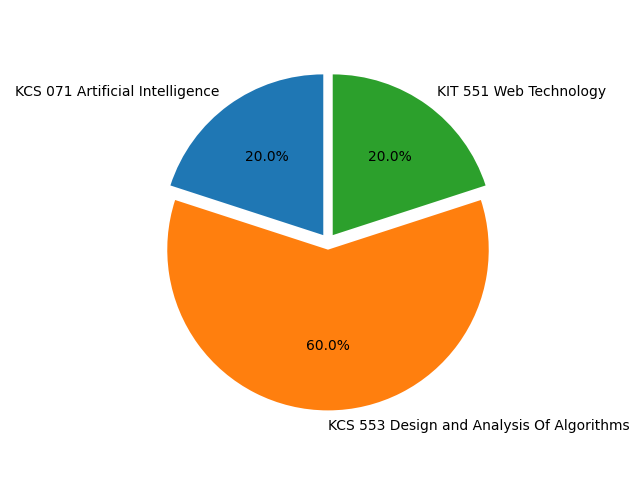 KCS 071 Artificial Intelligence
KIT 551 Web Technology
20.0%
20.0%
60.0%
KCS 553 Design and Analysis Of Algorithms